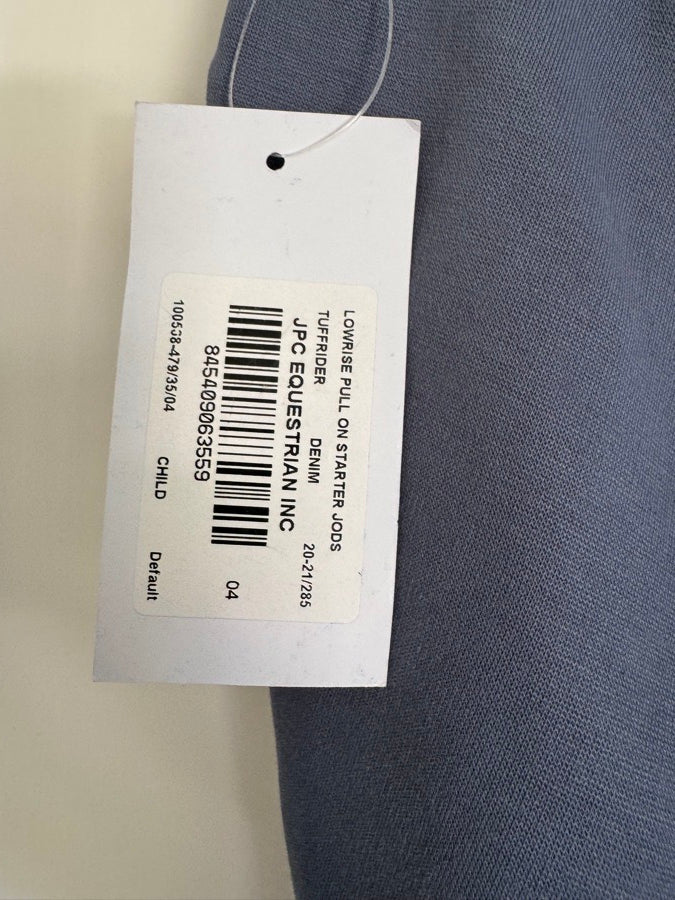 LOWRISE PULL ON STARTER JODS
TUFFRIDER DENIM 20-21/285
JPC EQUESTRIAN INC
845409063559 04
100538-479/35/04 CHILD Default